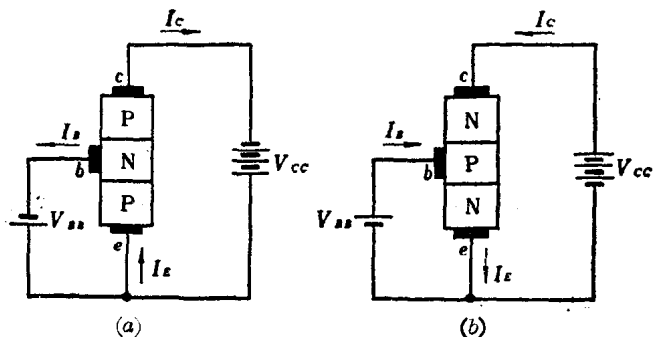 I_C I_C
c c
P N
I_B I_B
b N b P
V_CC V_CC
V_BB V_BB
P N
e e
I_E I_E
(a) (b)